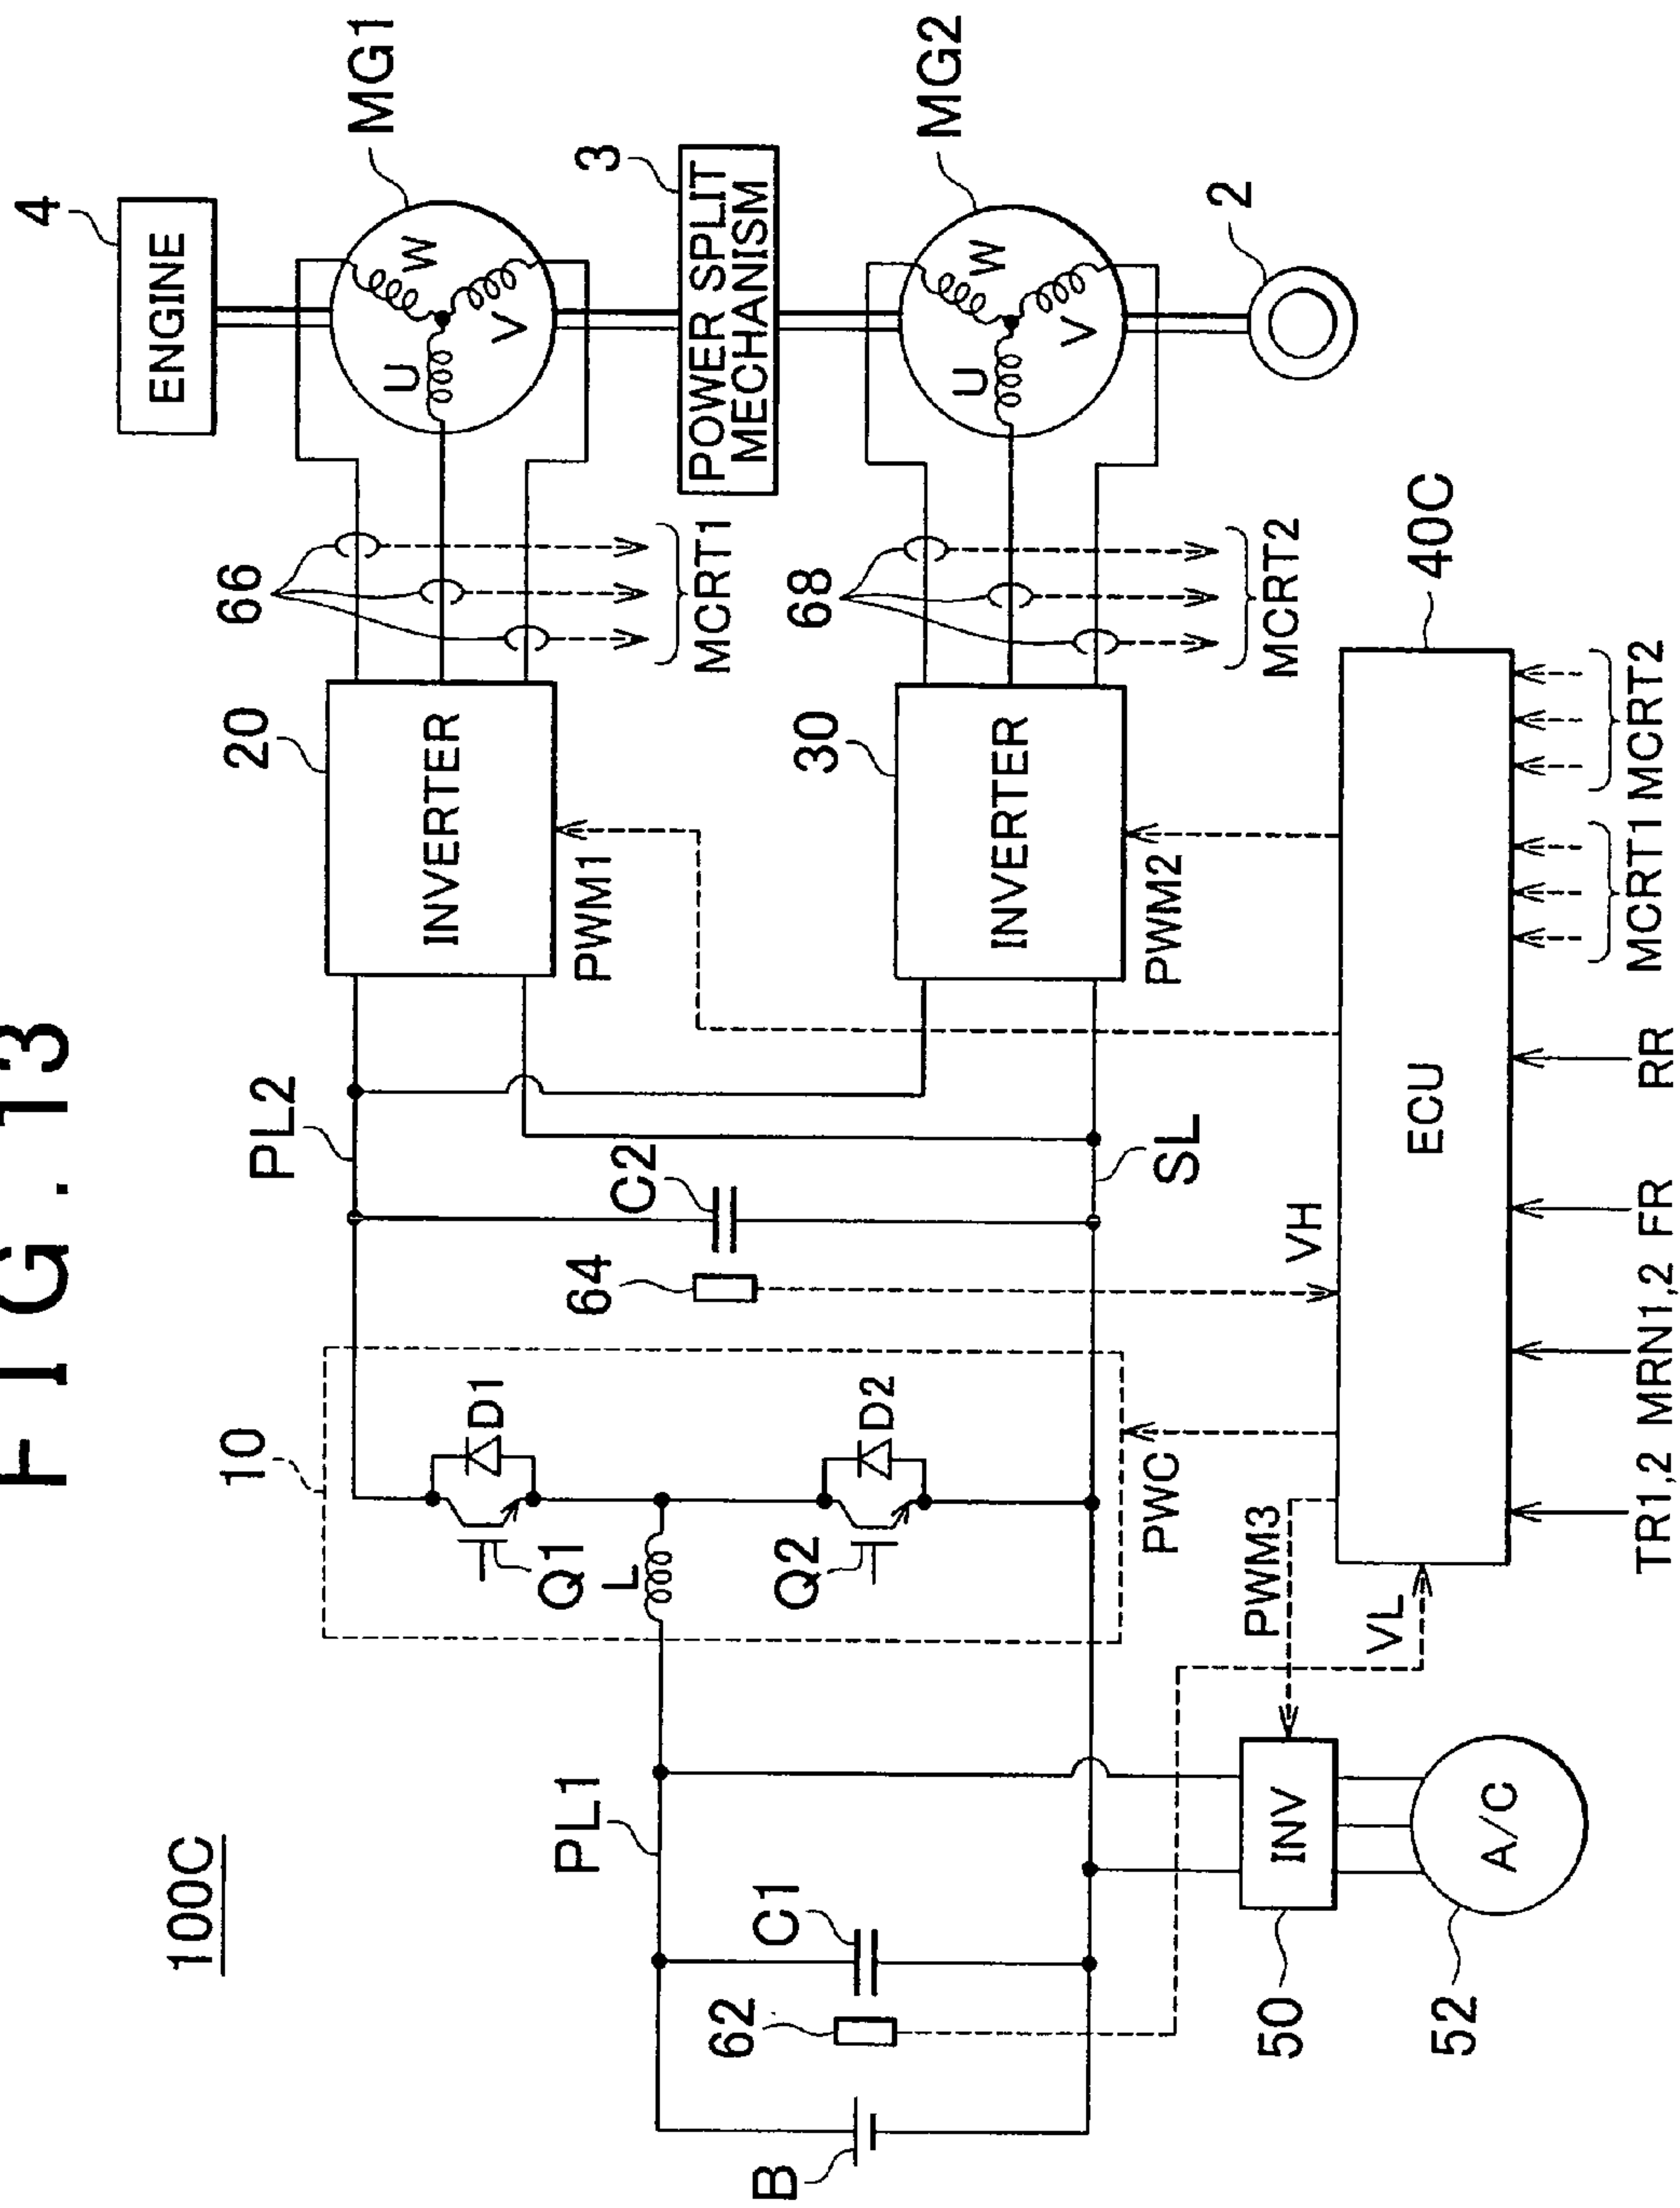 FIG. 13
100C
4
ENGINE
MG1
W
U
V
3
POWER SPLIT
MECHANISM
MG2
W
U
V
2
66
MCRT1
68
MCRT2
20
INVERTER
PWM1
30
INVERTER
PWM2
PL2
C2
64
SL
VH
10
D1
Q1
L
D2
Q2
PWC
PWM3
VL
PL1
C1
62
B
50
INV
52
A/C
40C
ECU
TR1,2 MRN1,2 FR RR MCRT1 MCRT2